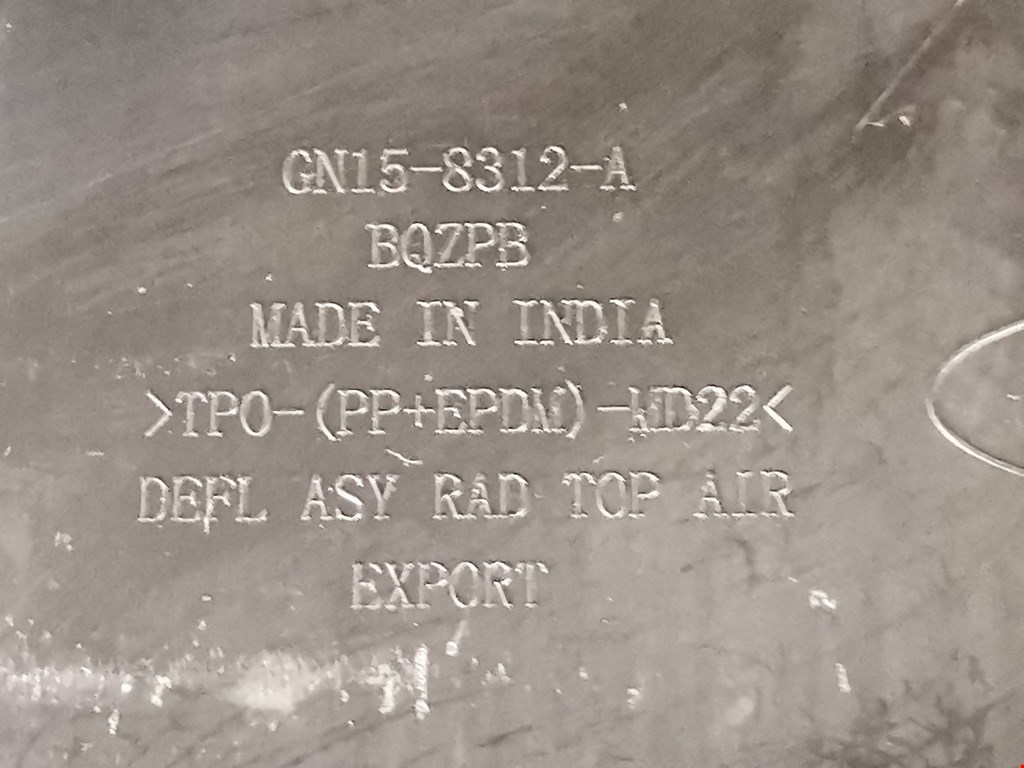 GN15-8312-A
BQZPB
MADE IN INDIA
>TPO-(PP+EPDM)-MD22<
DEFL ASY RAD TOP AIR
EXPORT